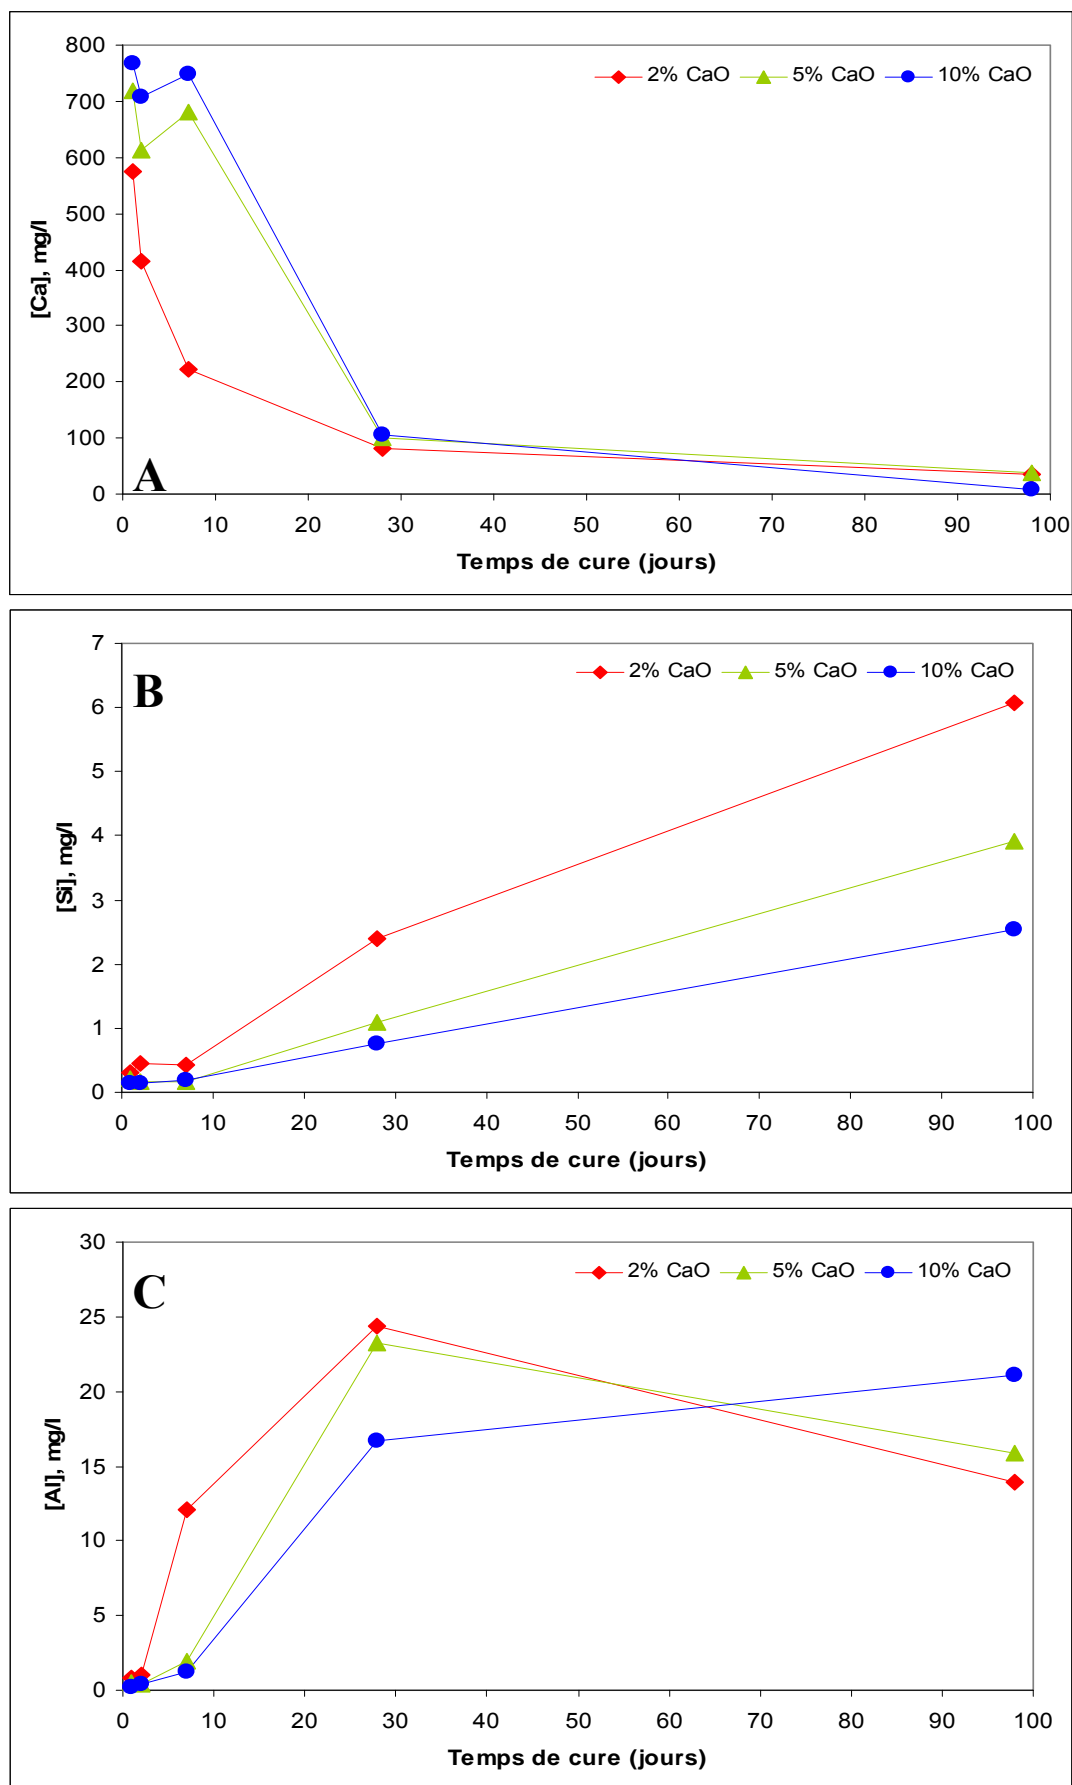 800
700
600
500
400
300
200
100
0
[Ca], mg/l
2% CaO 5% CaO 10% CaO
A
0 10 20 30 40 50 60 70 80 90 100
Temps de cure (jours)
7
6
5
4
3
2
1
0
[Si], mg/l
2% CaO 5% CaO 10% CaO
B
0 10 20 30 40 50 60 70 80 90 100
Temps de cure (jours)
30
25
20
15
10
5
0
[Al], mg/l
2% CaO 5% CaO 10% CaO
C
0 10 20 30 40 50 60 70 80 90 100
Temps de cure (jours)